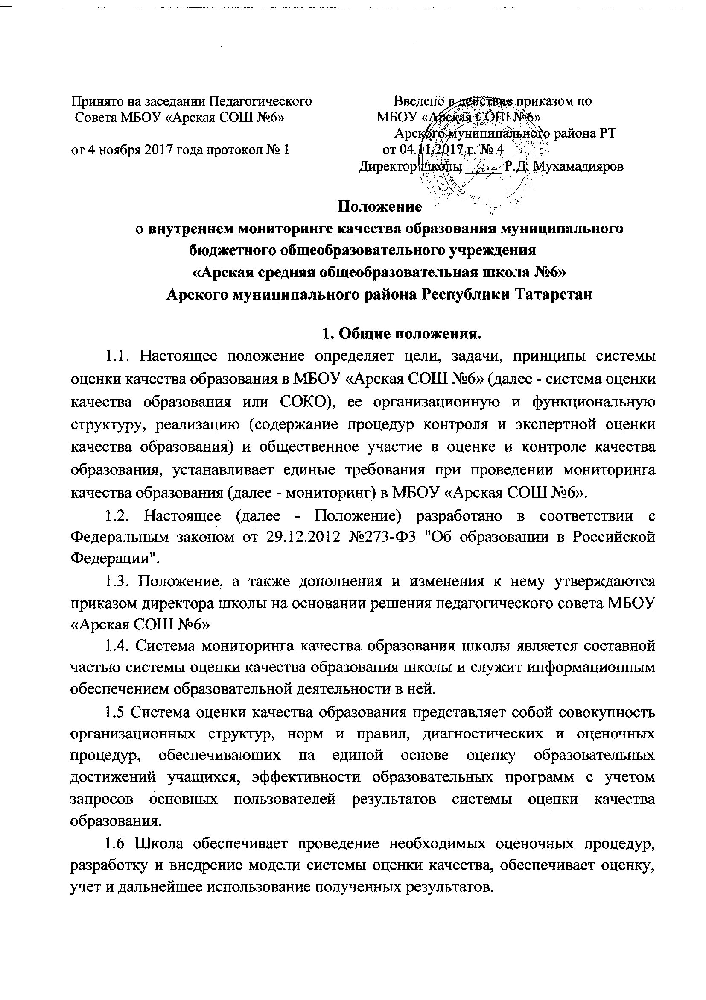 Принято на заседании Педагогического
Введено в действие приказом по
Совета МБОУ «Арская СОШ №6»
МБОУ «Арская СОШ №6»
Арского муниципального района РТ
от 4 ноября 2017 года протокол № 1
от 04.11.2017 г. № 4
Директор школы _____ Р.Д. Мухамадияров
Положение
о внутреннем мониторинге качества образования муниципального
бюджетного общеобразовательного учреждения
«Арская средняя общеобразовательная школа №6»
Арского муниципального района Республики Татарстан
1. Общие положения.
1.1. Настоящее положение определяет цели, задачи, принципы системы
оценки качества образования в МБОУ «Арская СОШ №6» (далее - система оценки
качества образования или СОКО), ее организационную и функциональную
структуру, реализацию (содержание процедур контроля и экспертной оценки
качества образования) и общественное участие в оценке и контроле качества
образования, устанавливает единые требования при проведении мониторинга
качества образования (далее - мониторинг) в МБОУ «Арская СОШ №6».
1.2. Настоящее (далее - Положение) разработано в соответствии с
Федеральным законом от 29.12.2012 №273-ФЗ "Об образовании в Российской
Федерации".
1.3. Положение, а также дополнения и изменения к нему утверждаются
приказом директора школы на основании решения педагогического совета МБОУ
«Арская СОШ №6»
1.4. Система мониторинга качества образования школы является составной
частью системы оценки качества образования школы и служит информационным
обеспечением образовательной деятельности в ней.
1.5 Система оценки качества образования представляет собой совокупность
организационных структур, норм и правил, диагностических и оценочных
процедур, обеспечивающих на единой основе оценку образовательных
достижений учащихся, эффективности образовательных программ с учетом
запросов основных пользователей результатов системы оценки качества
образования.
1.6 Школа обеспечивает проведение необходимых оценочных процедур,
разработку и внедрение модели системы оценки качества, обеспечивает оценку,
учет и дальнейшее использование полученных результатов.